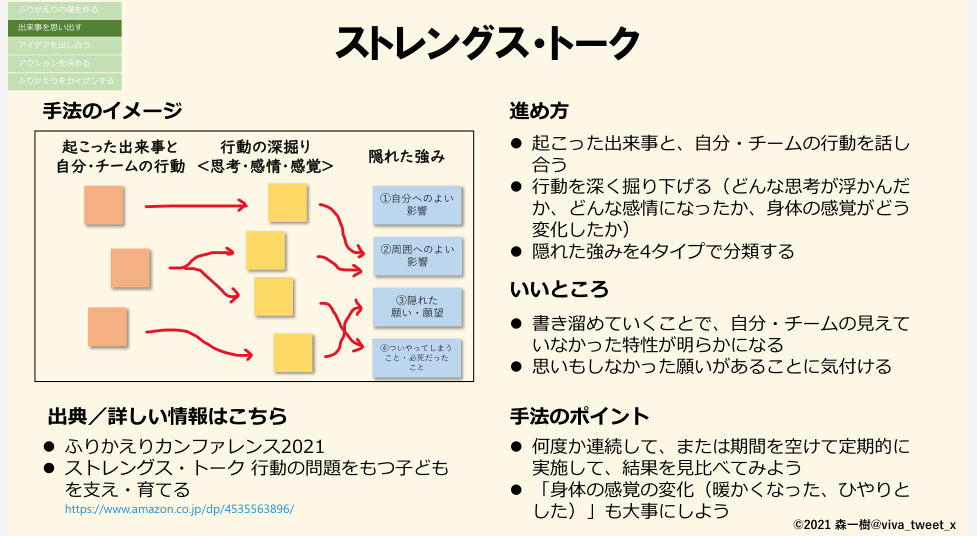 ふりかえりの場を作る
出来事を思い出す
アイデアを出し合う
アクションを決める
ふりかえりをカイゼンする
ストレングス・トーク
手法のイメージ
起こった出来事と
自分・チームの行動
行動の深掘り
＜思考・感情・感覚＞
隠れた強み
①自分へのよい
影響
②周囲へのよい
影響
③隠れた
願い・願望
④ついやってしまう
こと・必死だった
こと
出典／詳しい情報はこちら
● ふりかえりカンファレンス2021
● ストレングス・トーク 行動の問題をもつ子ども
を支え・育てる
https://www.amazon.co.jp/dp/4535563896/
進め方
● 起こった出来事と、自分・チームの行動を話し
合う
● 行動を深く掘り下げる（どんな思考が浮かんだ
か、どんな感情になったか、身体の感覚がどう
変化したか）
● 隠れた強みを4タイプで分類する
いいところ
● 書き溜めていくことで、自分・チームの見えて
いなかった特性が明らかになる
● 思いもしなかった願いがあることに気付ける
手法のポイント
● 何度か連続して、または期間を空けて定期的に
実施して、結果を見比べてみよう
● 「身体の感覚の変化（暖かくなった、ひやりと
した）」も大事にしよう
©2021 森一樹@viva_tweet_x